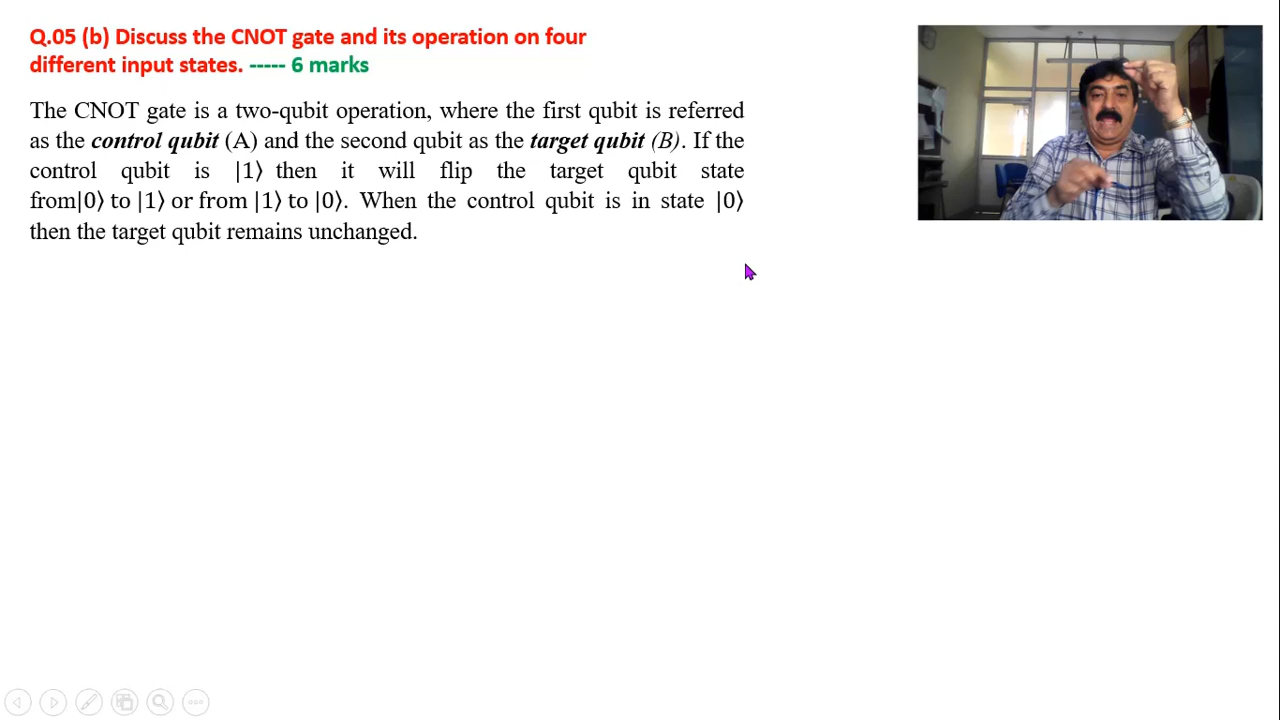 Q.05 (b) Discuss the CNOT gate and its operation on four
different input states. ----- 6 marks
The CNOT gate is a two-qubit operation, where the first qubit is referred
as the control qubit (A) and the second qubit as the target qubit (B). If the
control qubit is |1⟩ then it will flip the target qubit state
from|0⟩ to |1⟩ or from |1⟩ to |0⟩. When the control qubit is in state |0⟩
then the target qubit remains unchanged.